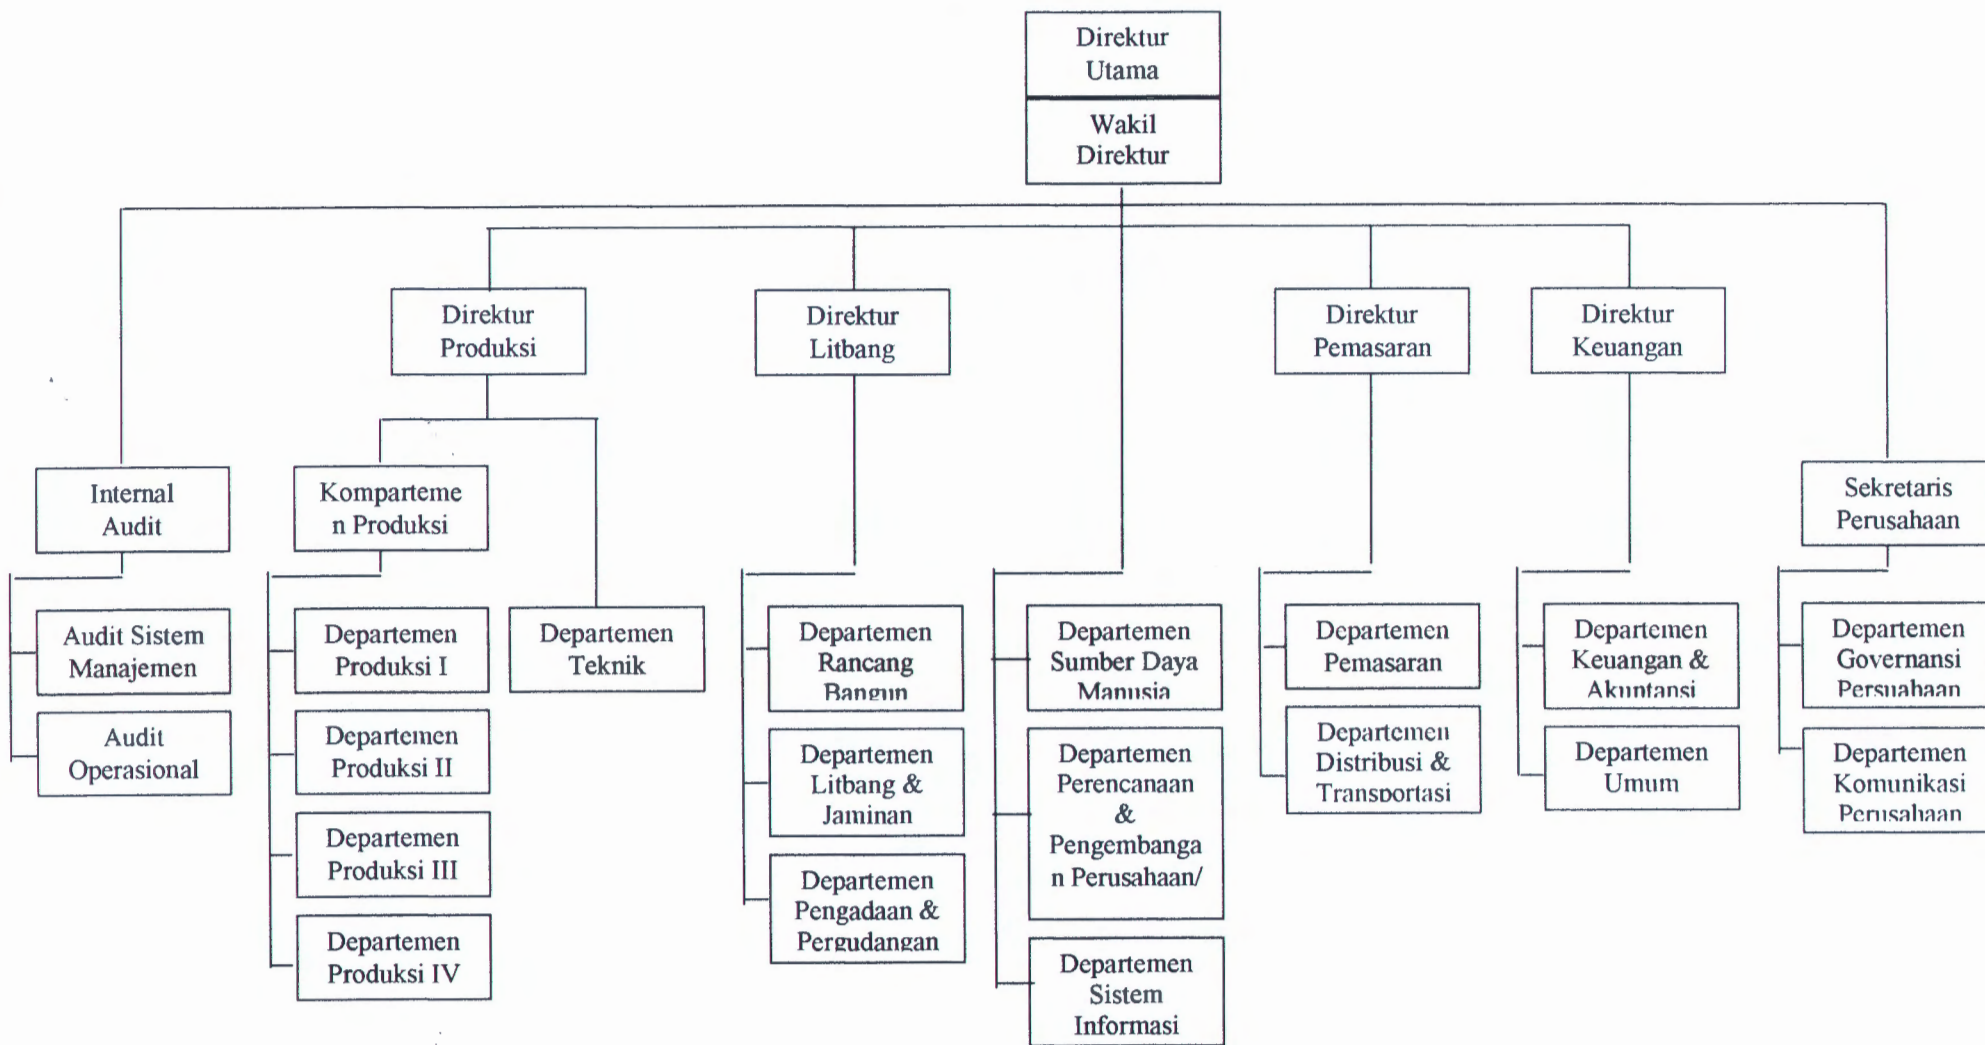 Direktur
Utama
Wakil
Direktur
Direktur
Produksi
Direktur
Litbang
Direktur
Pemasaran
Direktur
Keuangan
Internal
Audit
Komparteme
n Produksi
Sekretaris
Perusahaan
Audit Sistem
Manajemen
Audit
Operasional
Departemen
Produksi I
Departemen
Produksi II
Departemen
Produksi III
Departemen
Produksi IV
Departemen
Teknik
Departemen
Rancang
Bangun
Departemen
Litbang &
Jaminan
Departemen
Pengadaan &
Pergudangan
Departemen
Sumber Daya
Manusia
Departemen
Perencanaan
&
Pengembanga
n Perusahaan/
Departemen
Sistem
Informasi
Departemen
Pemasaran
Departemen
Distribusi &
Transportasi
Departemen
Keuangan &
Akuntansi
Departemen
Umum
Departemen
Governansi
Persuahaan
Departemen
Komunikasi
Perusahaan